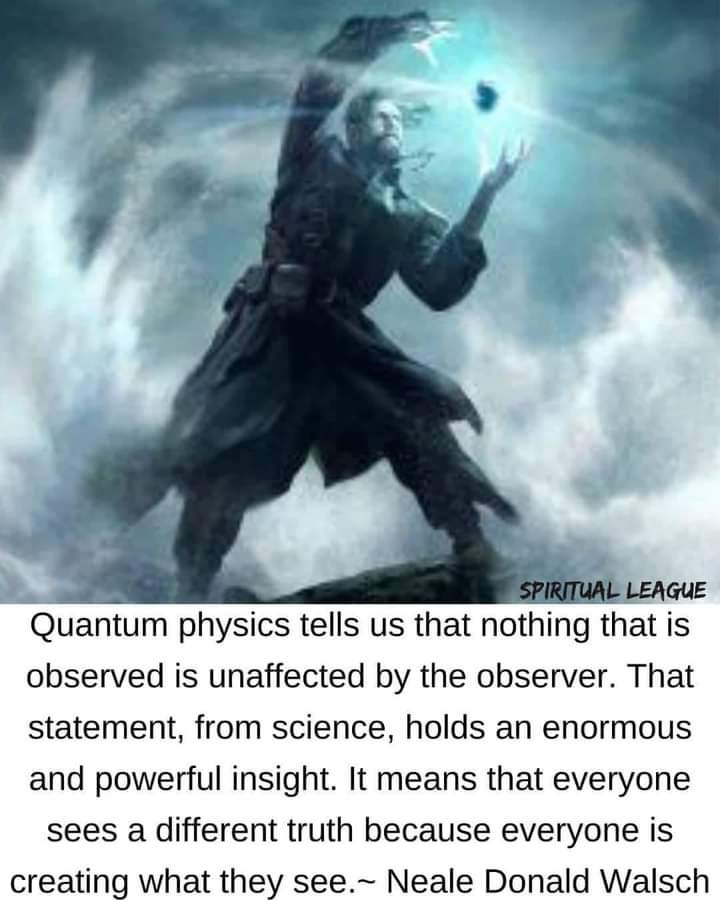 SPIRITUAL LEAGUE
Quantum physics tells us that nothing that is
observed is unaffected by the observer. That
statement, from science, holds an enormous
and powerful insight. It means that everyone
sees a different truth because everyone is
creating what they see.~ Neale Donald Walsch